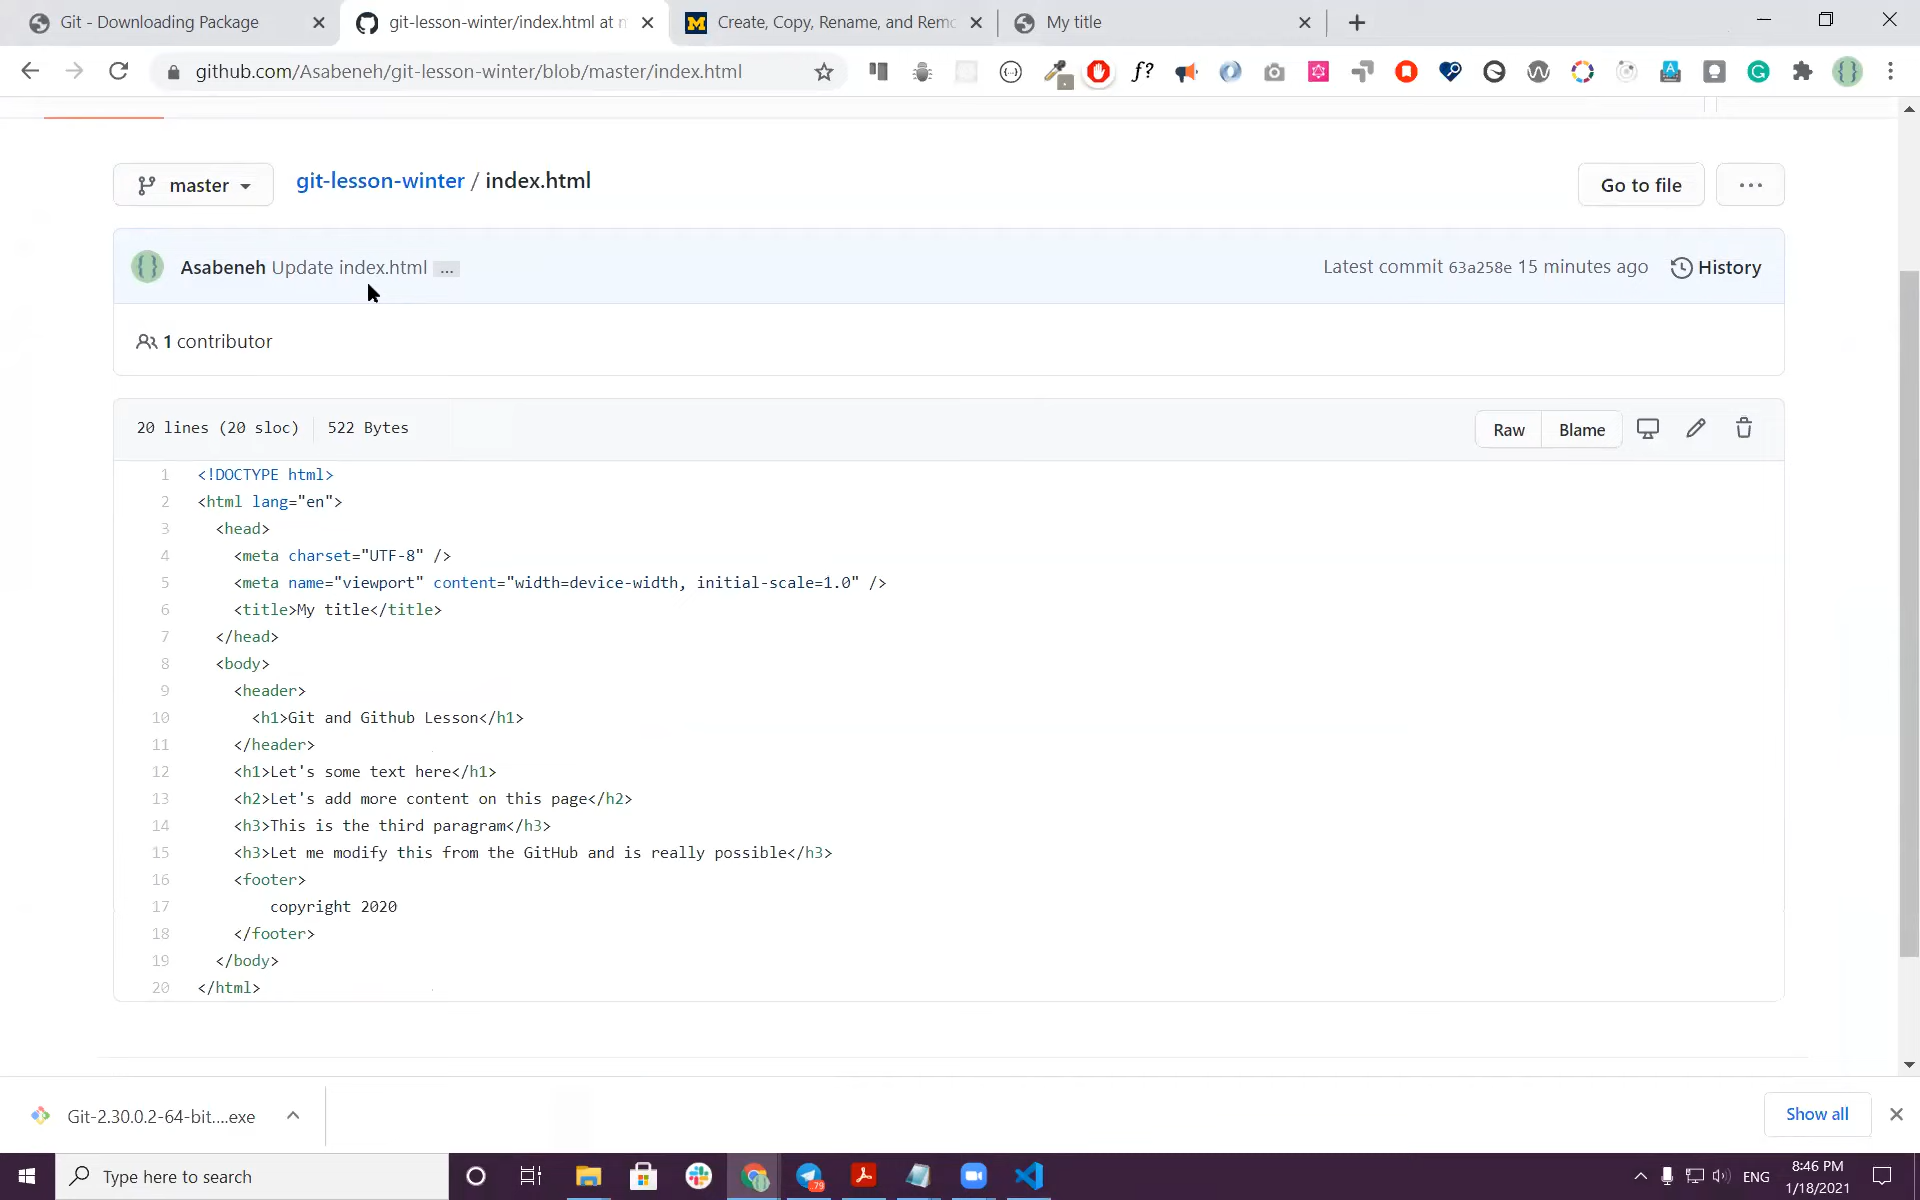 Git - Downloading Package
git-lesson-winter/index.html at m
Create, Copy, Rename, and Remo
My title
github.com/Asabeneh/git-lesson-winter/blob/master/index.html
f?
master
git-lesson-winter / index.html
Go to file
...
Asabeneh Update index.html ...
Latest commit 63a258e 15 minutes ago
History
1 contributor
20 lines (20 sloc)
522 Bytes
Raw
Blame
1 <!DOCTYPE html>
2 <html lang="en">
3 <head>
4 <meta charset="UTF-8" />
5 <meta name="viewport" content="width=device-width, initial-scale=1.0" />
6 <title>My title</title>
7 </head>
8 <body>
9 <header>
10 <h1>Git and Github Lesson</h1>
11 </header>
12 <h1>Let's some text here</h1>
13 <h2>Let's add more content on this page</h2>
14 <h3>This is the third paragram</h3>
15 <h3>Let me modify this from the GitHub and is really possible</h3>
16 <footer>
17 copyright 2020
18 </footer>
19 </body>
20 </html>
Git-2.30.0.2-64-bit....exe
Show all
Type here to search
79
ENG
8:46 PM
1/18/2021